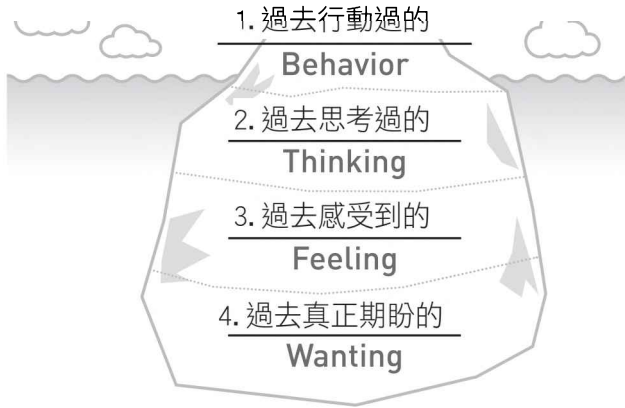 1. 過去行動過的
Behavior
2. 過去思考過的
Thinking
3. 過去感受到的
Feeling
4. 過去真正期盼的
Wanting